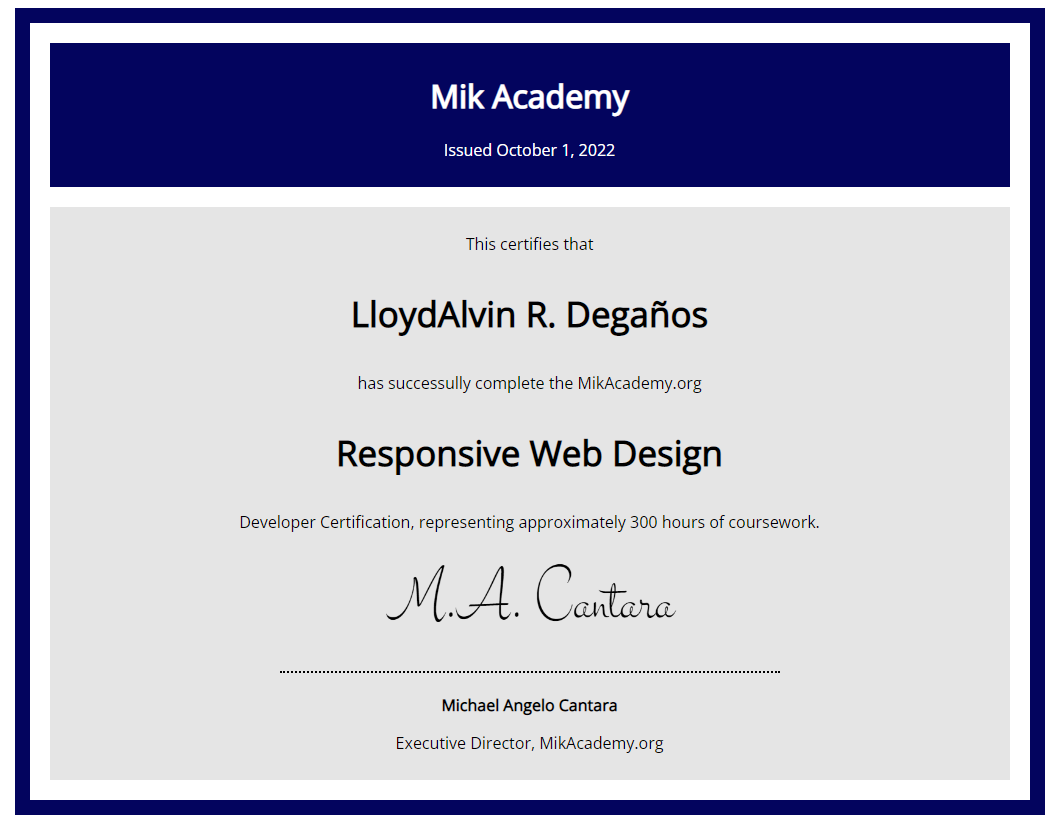 Mik Academy
Issued October 1, 2022
This certifies that
LloydAlvin R. Degaños
has successully complete the MikAcademy.org
Responsive Web Design
Developer Certification, representing approximately 300 hours of coursework.
M.A. Cantara
Michael Angelo Cantara
Executive Director, MikAcademy.org